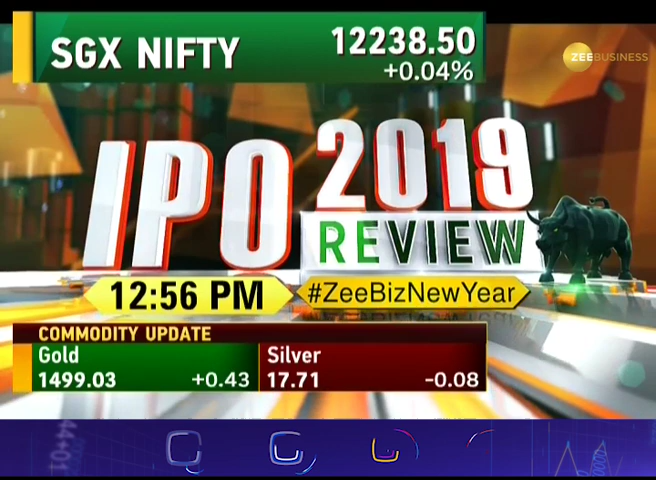 SGX NIFTY
12238.50
+0.04%
ZEEBUSINESS
IPO 2019
REVIEW
12:56 PM
#ZeeBizNewYear
COMMODITY UPDATE
Gold
1499.03 +0.43
Silver
17.71 -0.08